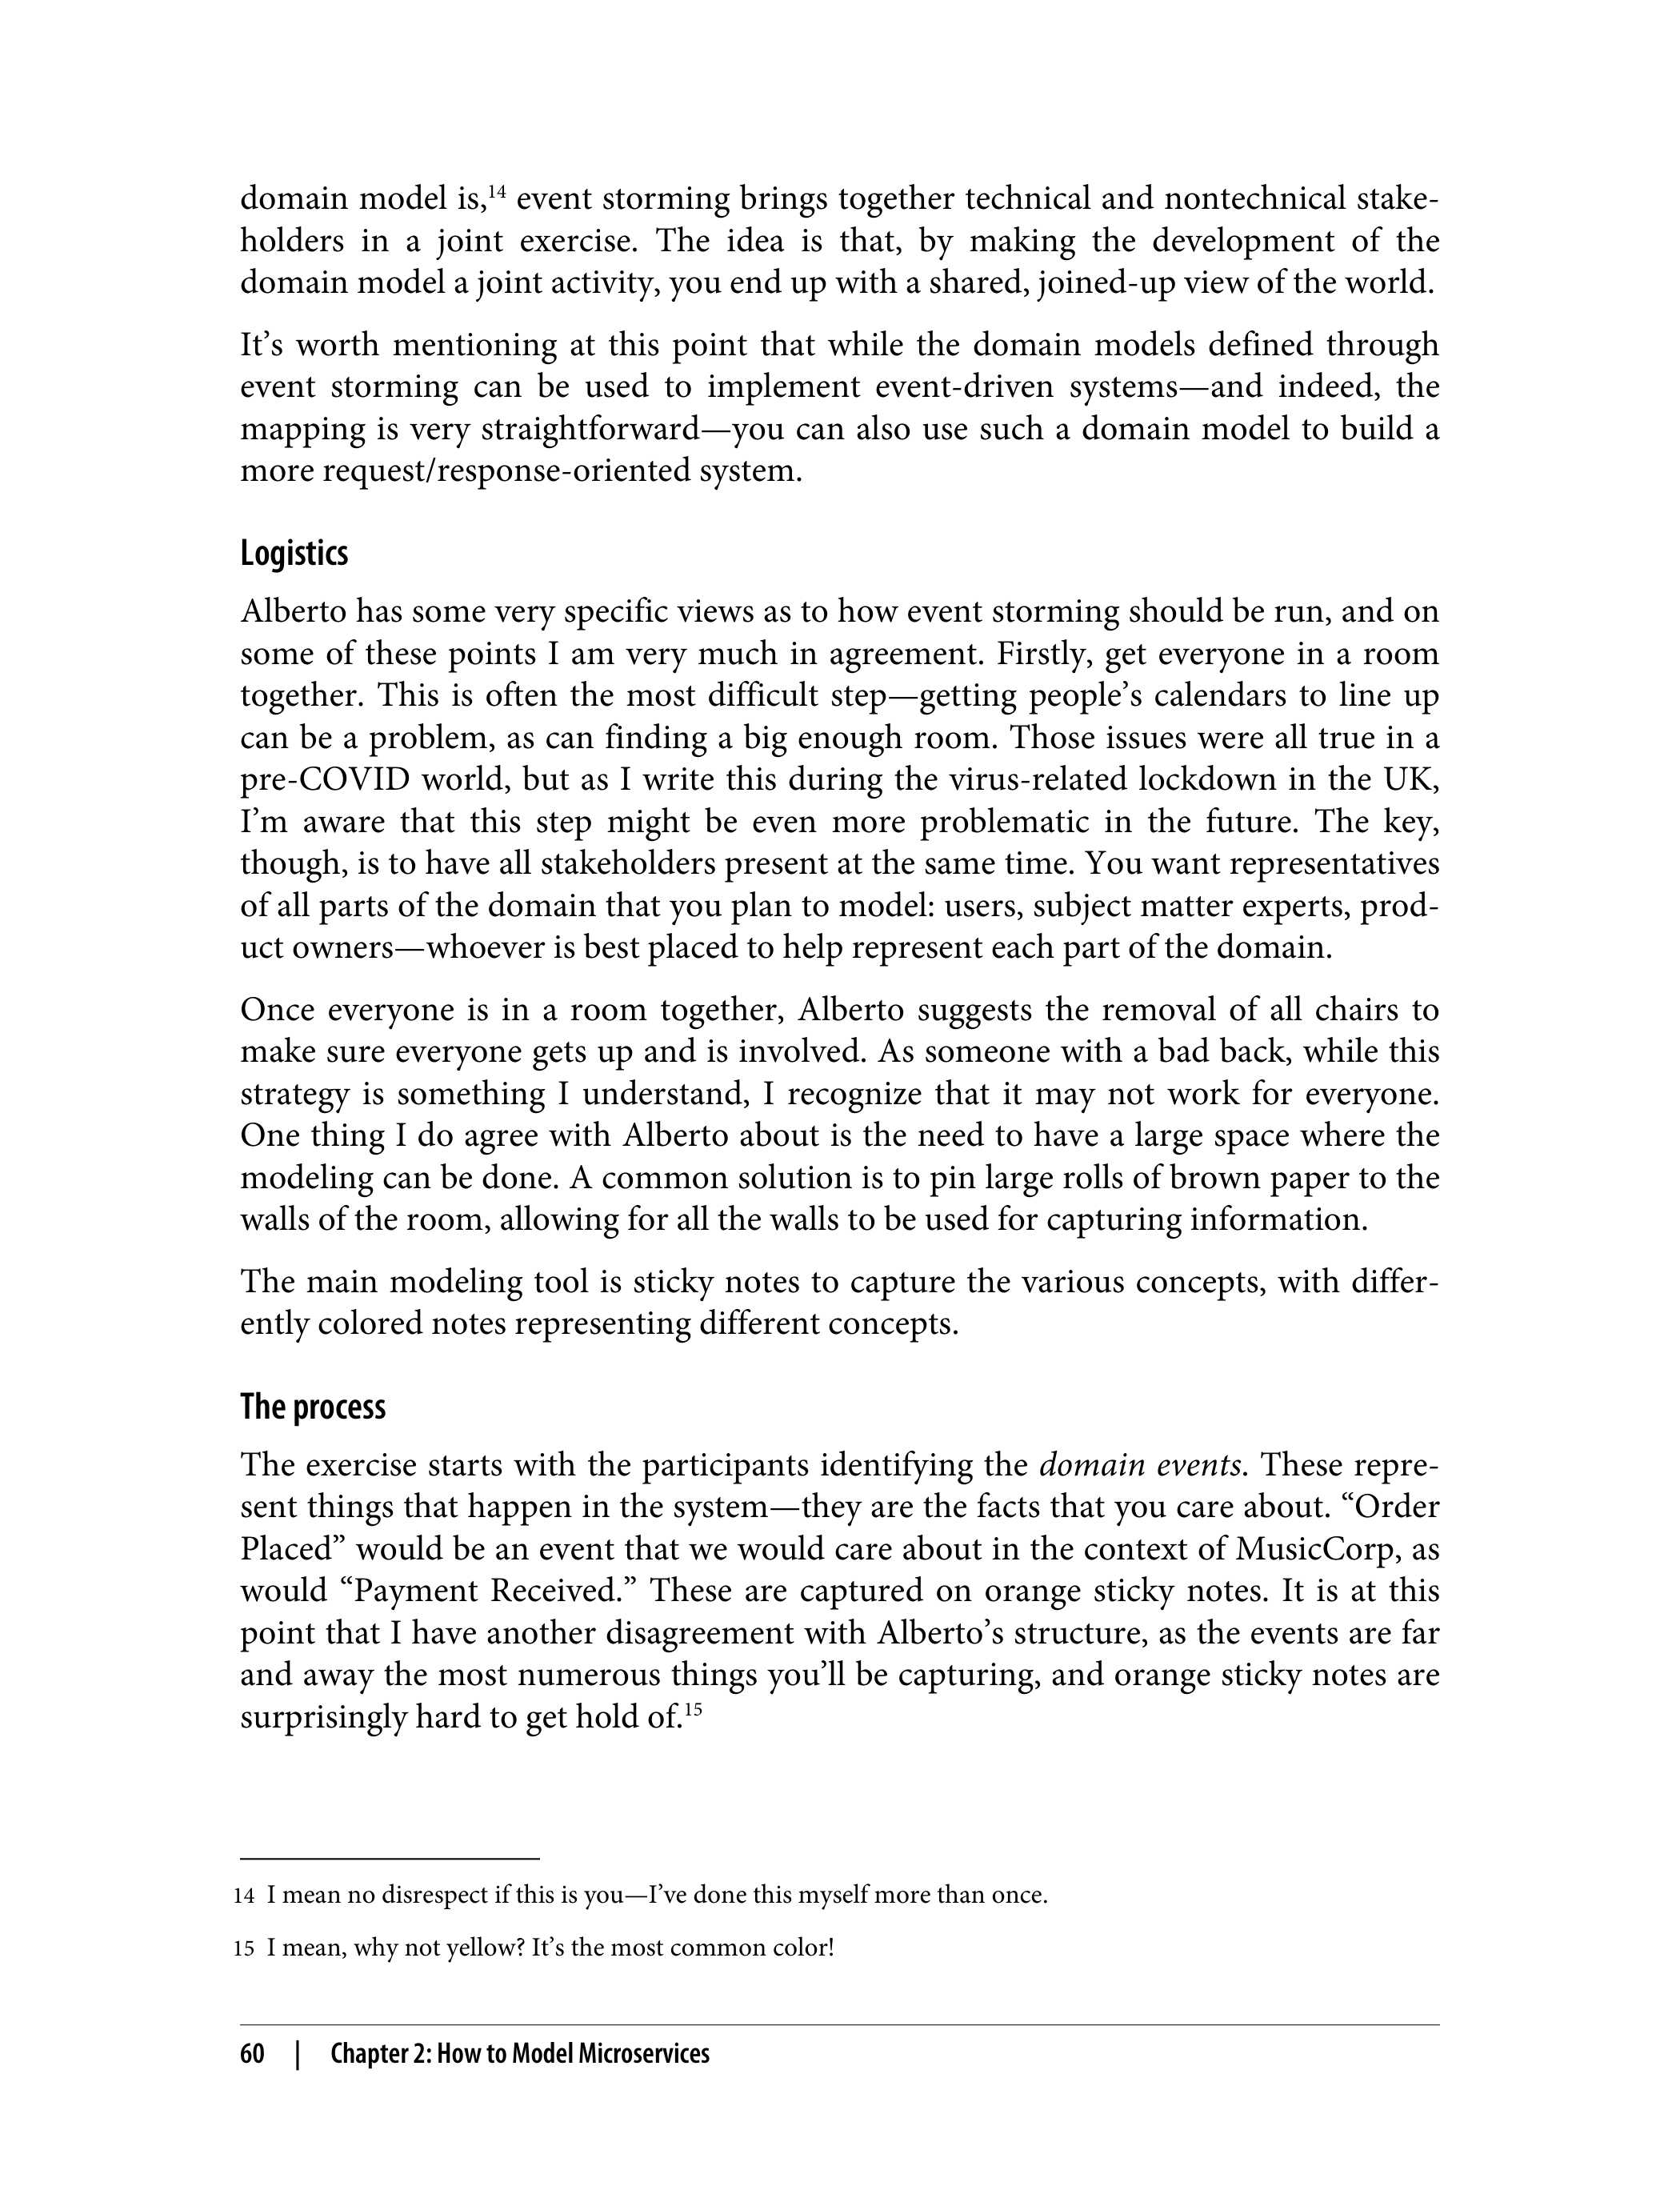 domain model is,14 event storming brings together technical and nontechnical stake-
holders in a joint exercise. The idea is that, by making the development of the
domain model a joint activity, you end up with a shared, joined-up view of the world.
It’s worth mentioning at this point that while the domain models defined through
event storming can be used to implement event-driven systems—and indeed, the
mapping is very straightforward—you can also use such a domain model to build a
more request/response-oriented system.
Logistics
Alberto has some very specific views as to how event storming should be run, and on
some of these points I am very much in agreement. Firstly, get everyone in a room
together. This is often the most difficult step—getting people’s calendars to line up
can be a problem, as can finding a big enough room. Those issues were all true in a
pre-COVID world, but as I write this during the virus-related lockdown in the UK,
I’m aware that this step might be even more problematic in the future. The key,
though, is to have all stakeholders present at the same time. You want representatives
of all parts of the domain that you plan to model: users, subject matter experts, prod-
uct owners—whoever is best placed to help represent each part of the domain.
Once everyone is in a room together, Alberto suggests the removal of all chairs to
make sure everyone gets up and is involved. As someone with a bad back, while this
strategy is something I understand, I recognize that it may not work for everyone.
One thing I do agree with Alberto about is the need to have a large space where the
modeling can be done. A common solution is to pin large rolls of brown paper to the
walls of the room, allowing for all the walls to be used for capturing information.
The main modeling tool is sticky notes to capture the various concepts, with differ-
ently colored notes representing different concepts.
The process
The exercise starts with the participants identifying the domain events. These repre-
sent things that happen in the system—they are the facts that you care about. “Order
Placed” would be an event that we would care about in the context of MusicCorp, as
would “Payment Received.” These are captured on orange sticky notes. It is at this
point that I have another disagreement with Alberto’s structure, as the events are far
and away the most numerous things you’ll be capturing, and orange sticky notes are
surprisingly hard to get hold of.15
14 I mean no disrespect if this is you—I’ve done this myself more than once.
15 I mean, why not yellow? It’s the most common color!
60 | Chapter 2: How to Model Microservices